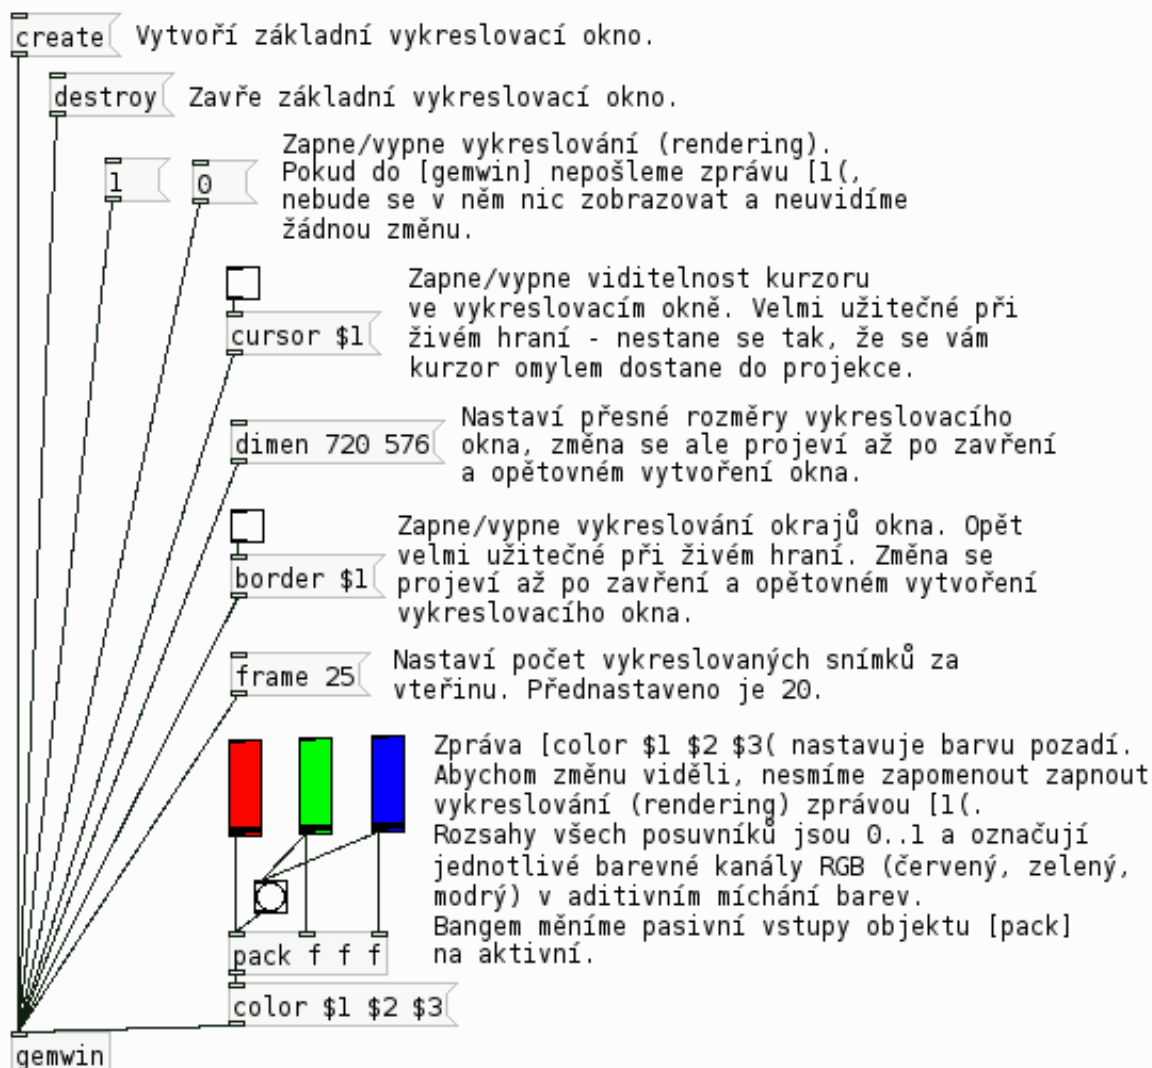 create
Vytvoří základní vykreslovací okno.
destroy
Zavře základní vykreslovací okno.
1
0
Zapne/vypne vykreslování (rendering).
Pokud do [gemwin] nepošleme zprávu [1(,
nebude se v něm nic zobrazovat a neuvidíme
žádnou změnu.
Zapne/vypne viditelnost kurzoru
ve vykreslovacím okně. Velmi užitečné při
živém hraní - nestane se tak, že se vám
kurzor omylem dostane do projekce.
cursor $1
Nastaví přesné rozměry vykreslovacího
okna, změna se ale projeví až po zavření
a opětovném vytvoření okna.
dimen 720 576
Zapne/vypne vykreslování okrajů okna. Opět
velmi užitečné při živém hraní. Změna se
projeví až po zavření a opětovném vytvoření
vykreslovacího okna.
border $1
Nastaví počet vykreslovaných snímků za
vteřinu. Přednastaveno je 20.
frame 25
Zpráva [color $1 $2 $3( nastavuje barvu pozadí.
Abychom změnu viděli, nesmíme zapomenout zapnout
vykreslování (rendering) zprávou [1(.
Rozsahy všech posuvníků jsou 0..1 a označují
jednotlivé barevné kanály RGB (červený, zelený,
modrý) v aditivním míchání barev.
Bangem měníme pasivní vstupy objektu [pack]
na aktivní.
pack f f f
color $1 $2 $3
gemwin